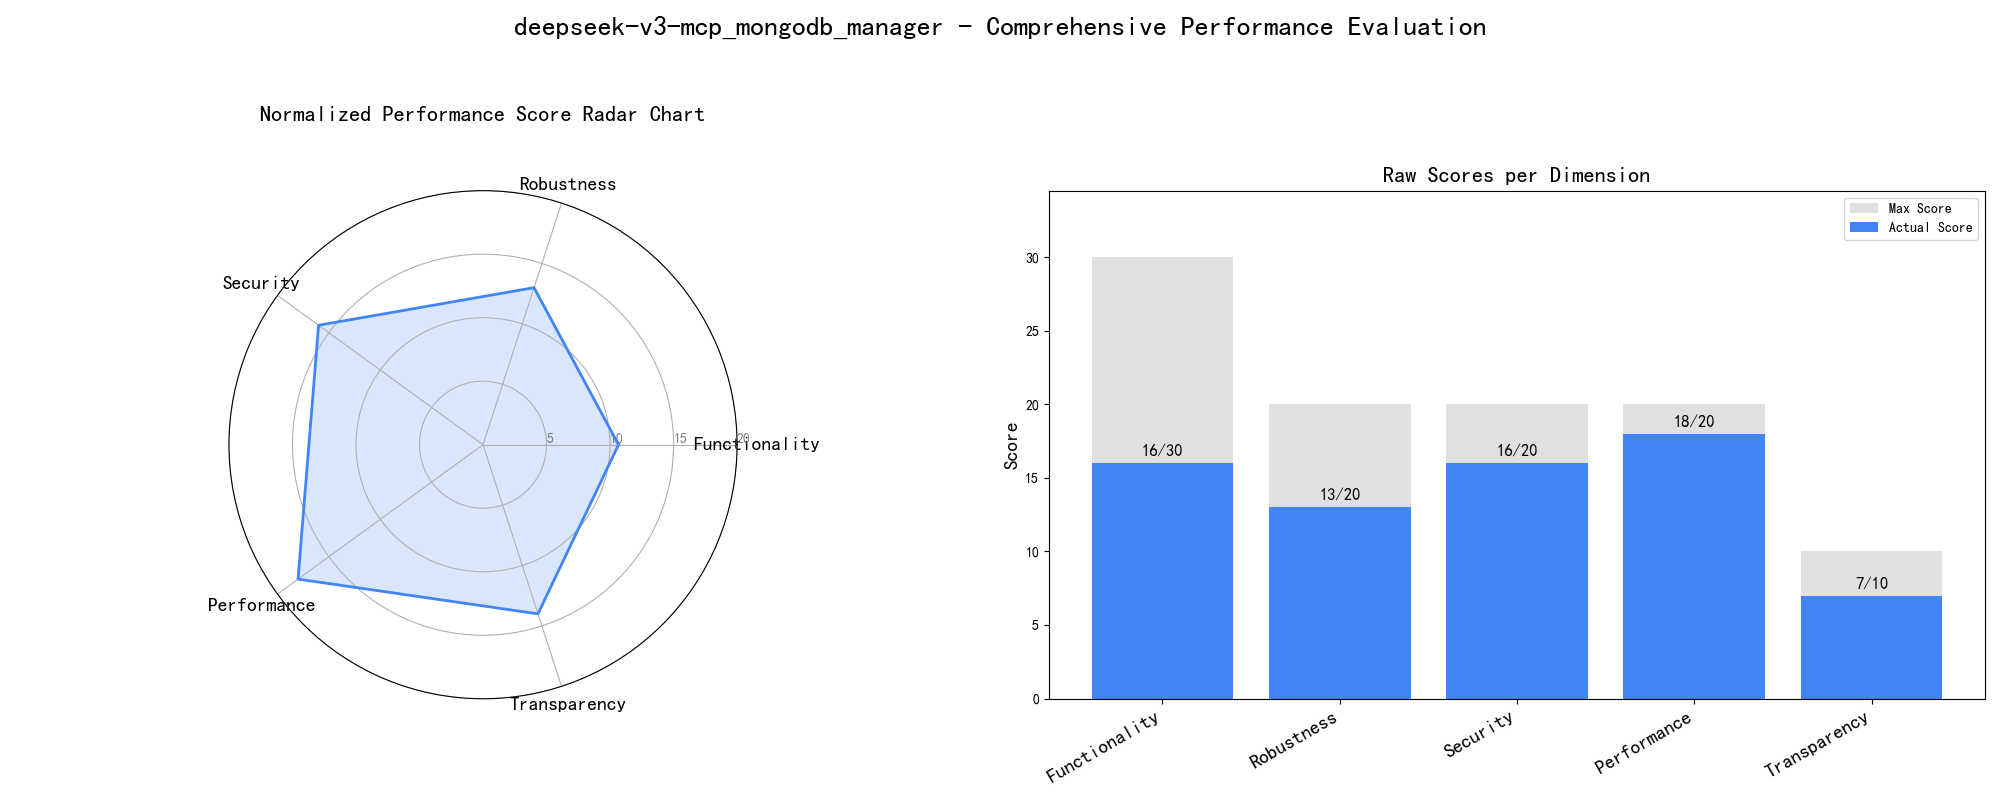 deepseek-v3-mcp_mongodb_manager - Comprehensive Performance Evaluation
Normalized Performance Score Radar Chart
Robustness
Security
Functionality
5
10
15
20
Performance
Transparency
Raw Scores per Dimension
Max Score
Actual Score
Score
30
25
20
15
10
5
0
16/30
13/20
16/20
18/20
7/10
Functionality
Robustness
Security
Performance
Transparency